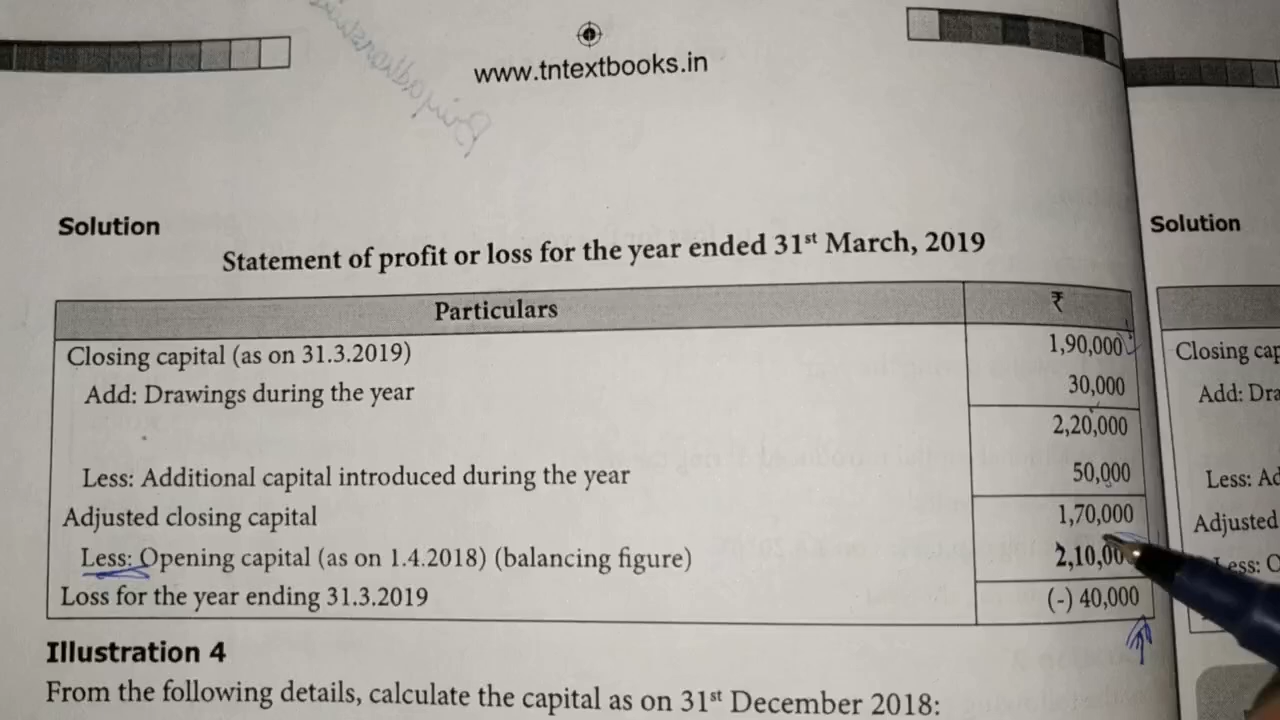 www.tntextbooks.in
Solution
Statement of profit or loss for the year ended 31st March, 2019
Particulars ₹
Closing capital (as on 31.3.2019) 1,90,000
Add: Drawings during the year 30,000
2,20,000
Less: Additional capital introduced during the year 50,000
Adjusted closing capital 1,70,000
Less: Opening capital (as on 1.4.2018) (balancing figure) 2,10,00
Loss for the year ending 31.3.2019 (-) 40,000
Illustration 4
From the following details, calculate the capital as on 31st December 2018:
Solution
Closing cap
Add: Dra
Less: Ad
Adjusted
Less: O